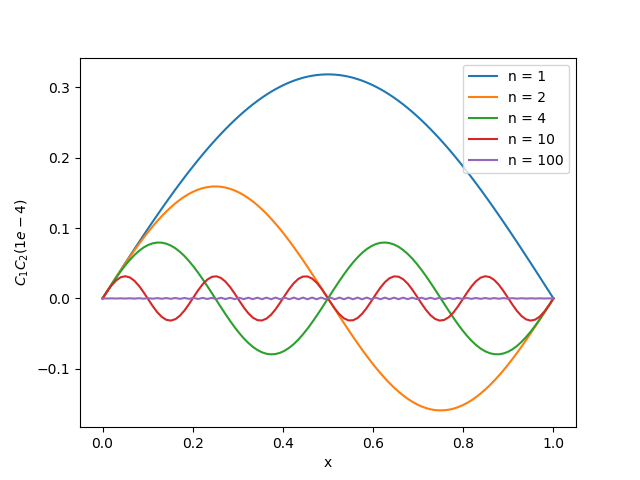 n = 1
n = 2
n = 4
n = 10
n = 100
0.3
0.2
0.1
0.0
−0.1
C₁C₂(1e − 4)
0.0 0.2 0.4 0.6 0.8 1.0
x